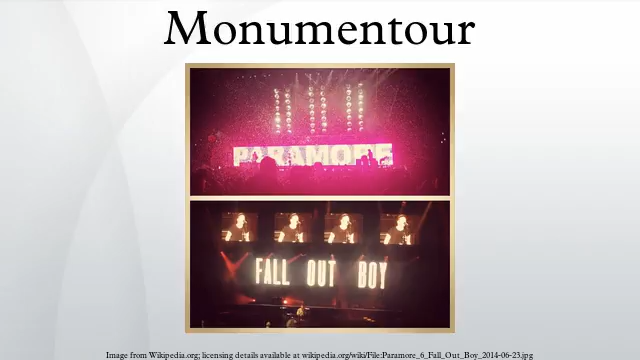 Monumentour
PARAMORE
FALL OUT BOY
Image from Wikipedia.org; licensing details available at wikipedia.org/wiki/File:Paramore_6_Fall_Out_Boy_2014-06-23.jpg